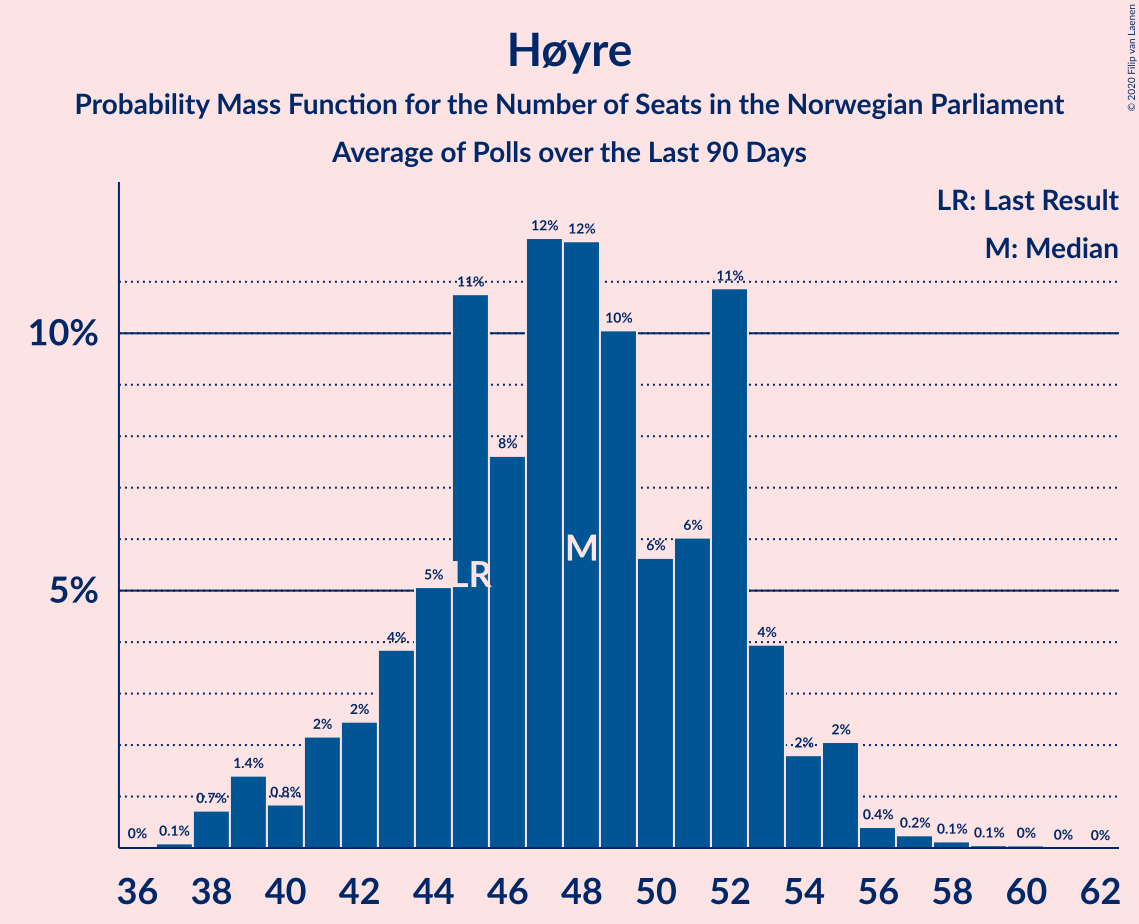 Høyre
Probability Mass Function for the Number of Seats in the Norwegian Parliament
Average of Polls over the Last 90 Days
© 2020 Filip van Laenen
LR: Last Result
M: Median
10%
5%
0% 0.1% 0.7% 1.4% 0.8% 2% 2% 4% 5% 11% 8% 12% 12% 10% 6% 6% 11% 4% 2% 2% 0.4% 0.2% 0.1% 0.1% 0% 0% 0%
LR M
36 38 40 42 44 46 48 50 52 54 56 58 60 62